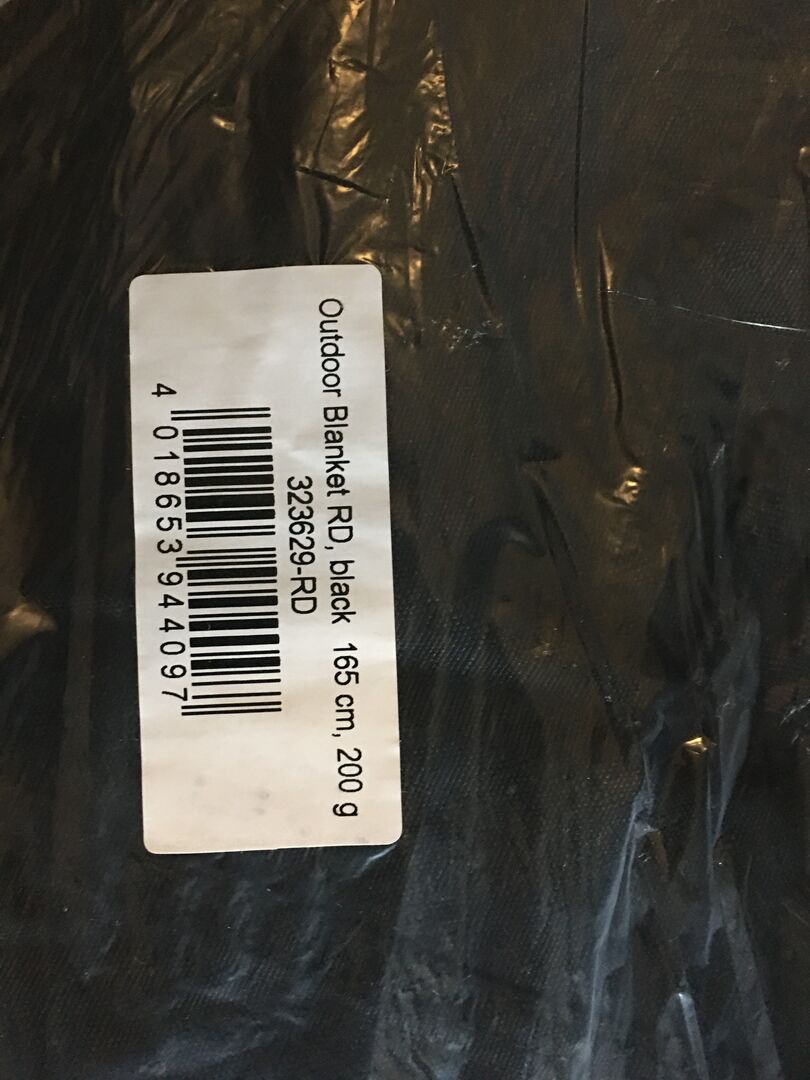 Outdoor Blanket RD, black 165 cm, 200 g
323629-RD
4 018653 944097